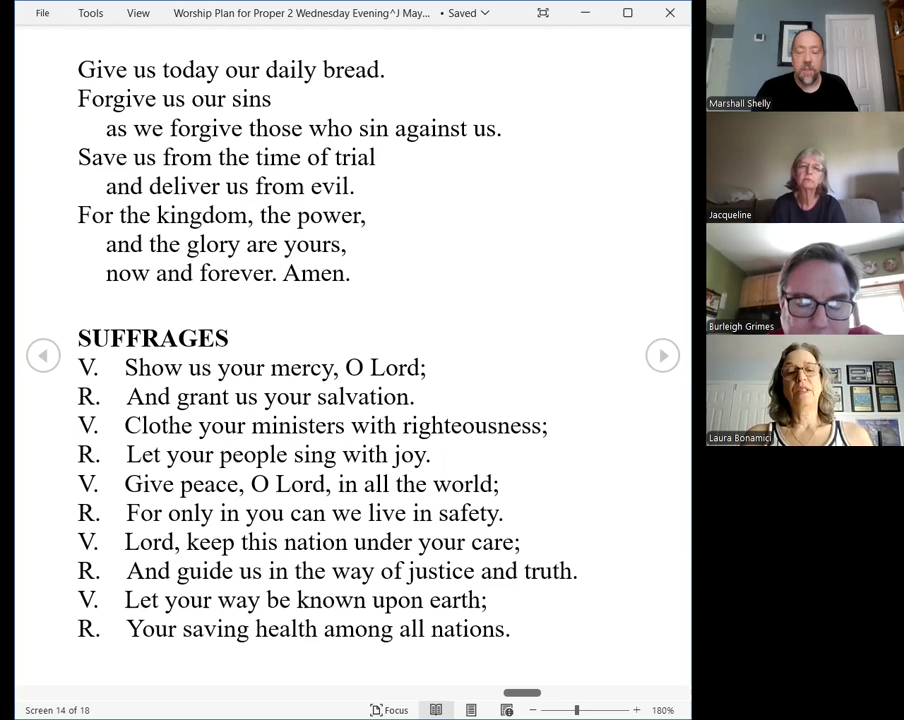 File Tools Worship Plan for Proper 2 Wednesday Evening^J May... • Saved
Give us today our daily bread.
Forgive us our sins
as we forgive those who sin against us.
Save us from the time of trial
and deliver us from evil.
For the kingdom, the power,
and the glory are yours,
now and forever. Amen.
SUFFRAGES
V. Show us your mercy, O Lord;
R. And grant us your salvation.
V. Clothe your ministers with righteousness;
R. Let your people sing with joy.
V. Give peace, O Lord, in all the world;
R. For only in you can we live in safety.
V. Lord, keep this nation under your care;
R. And guide us in the way of justice and truth.
V. Let your way be known upon earth;
R. Your saving health among all nations.
Screen 14 of 18 Focus 180%
Marshall Shelly
Jacqueline
Burleigh Grimes
Laura Bonamici